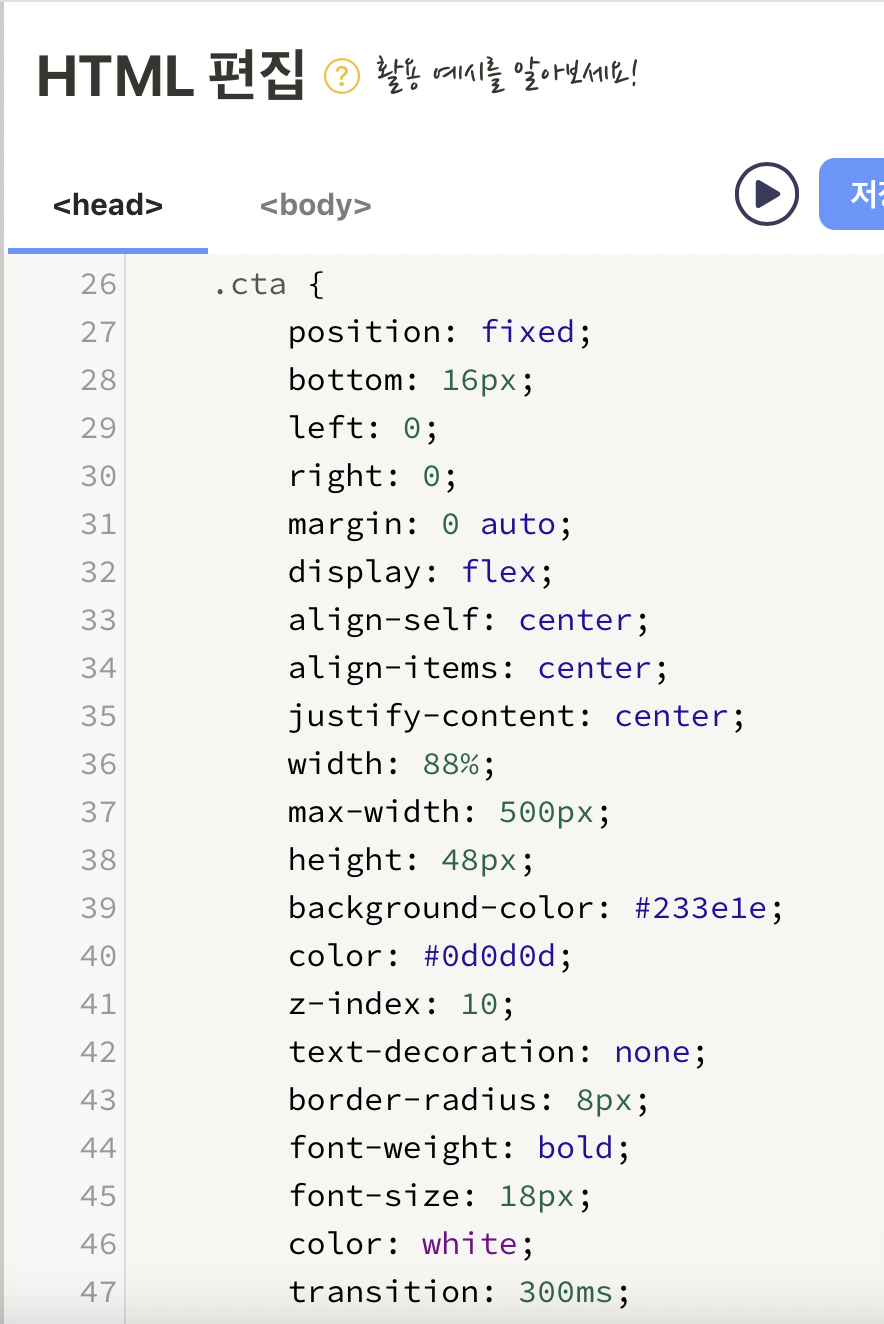 HTML 편집 ? 활용 예시를 알아보세요!
<head> <body>
26 .cta {
27 position: fixed;
28 bottom: 16px;
29 left: 0;
30 right: 0;
31 margin: 0 auto;
32 display: flex;
33 align-self: center;
34 align-items: center;
35 justify-content: center;
36 width: 88%;
37 max-width: 500px;
38 height: 48px;
39 background-color: #233e1e;
40 color: #0d0d0d;
41 z-index: 10;
42 text-decoration: none;
43 border-radius: 8px;
44 font-weight: bold;
45 font-size: 18px;
46 color: white;
47 transition: 300ms;